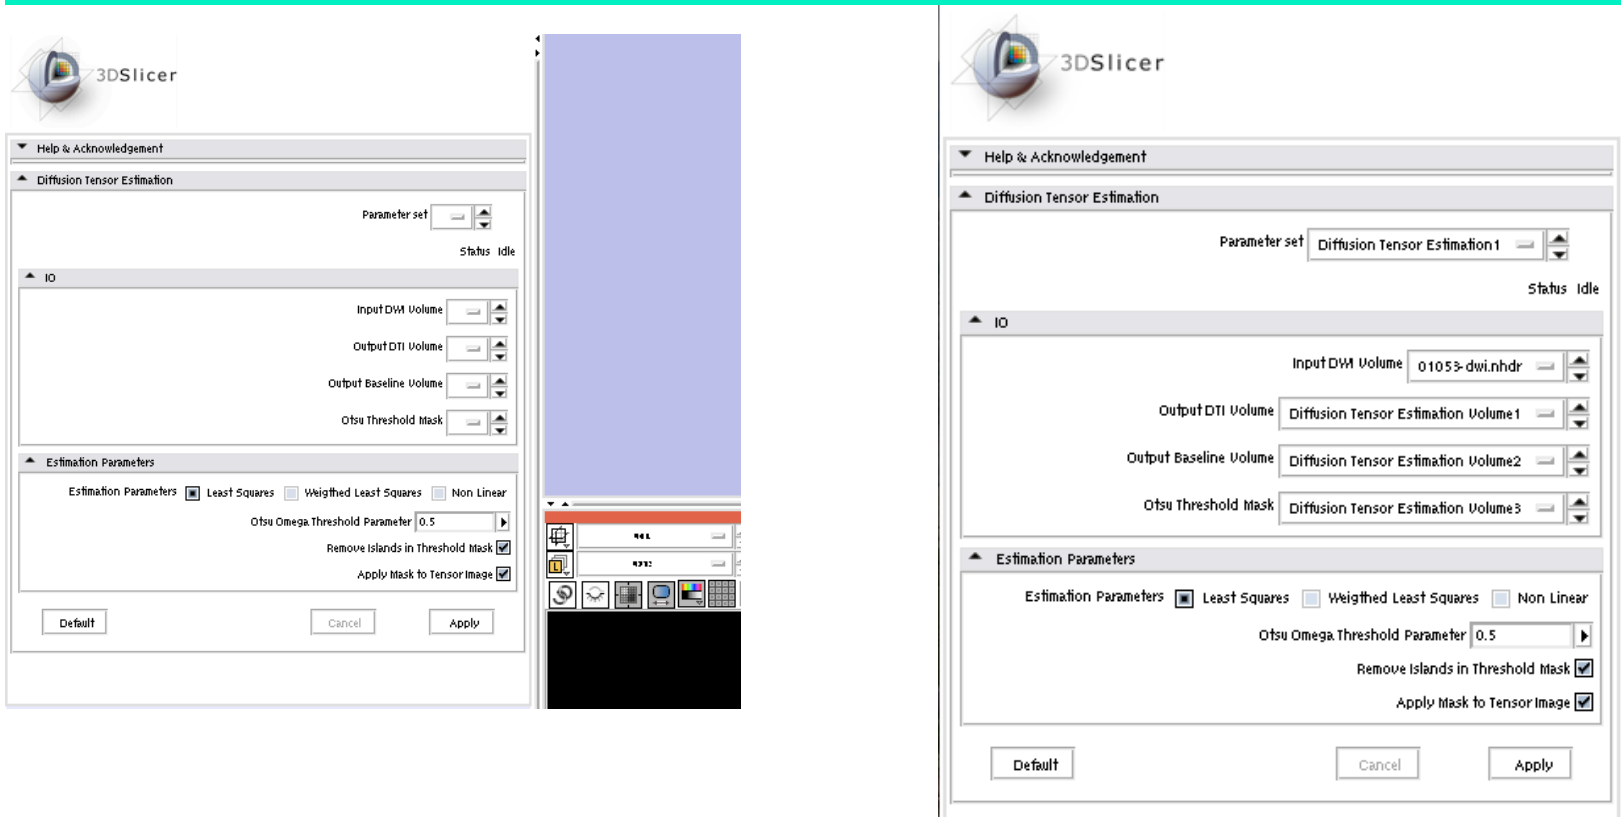 3DSlicer
Help & Acknowledgement
Diffusion Tensor Estimation
Parameter set
Status Idle
IO
Input DWI Volume
Output DTI Volume
Output Baseline Volume
Otsu Threshold Mask
Estimation Parameters
Estimation Parameters Least Squares Weigthed Least Squares Non Linear
Otsu Omega Threshold Parameter 0.5
Remove Islands in Threshold Mask
Apply Mask to Tensor Image
Default Cancel Apply
L
3DSlicer
Help & Acknowledgement
Diffusion Tensor Estimation
Parameter set Diffusion Tensor Estimation1
Status Idle
IO
Input DWI Volume 01053-dwi.nhdr
Output DTI Volume Diffusion Tensor Estimation Volume1
Output Baseline Volume Diffusion Tensor Estimation Volume2
Otsu Threshold Mask Diffusion Tensor Estimation Volume3
Estimation Parameters
Estimation Parameters Least Squares Weigthed Least Squares Non Linear
Otsu Omega Threshold Parameter 0.5
Remove Islands in Threshold Mask
Apply Mask to Tensor Image
Default Cancel Apply